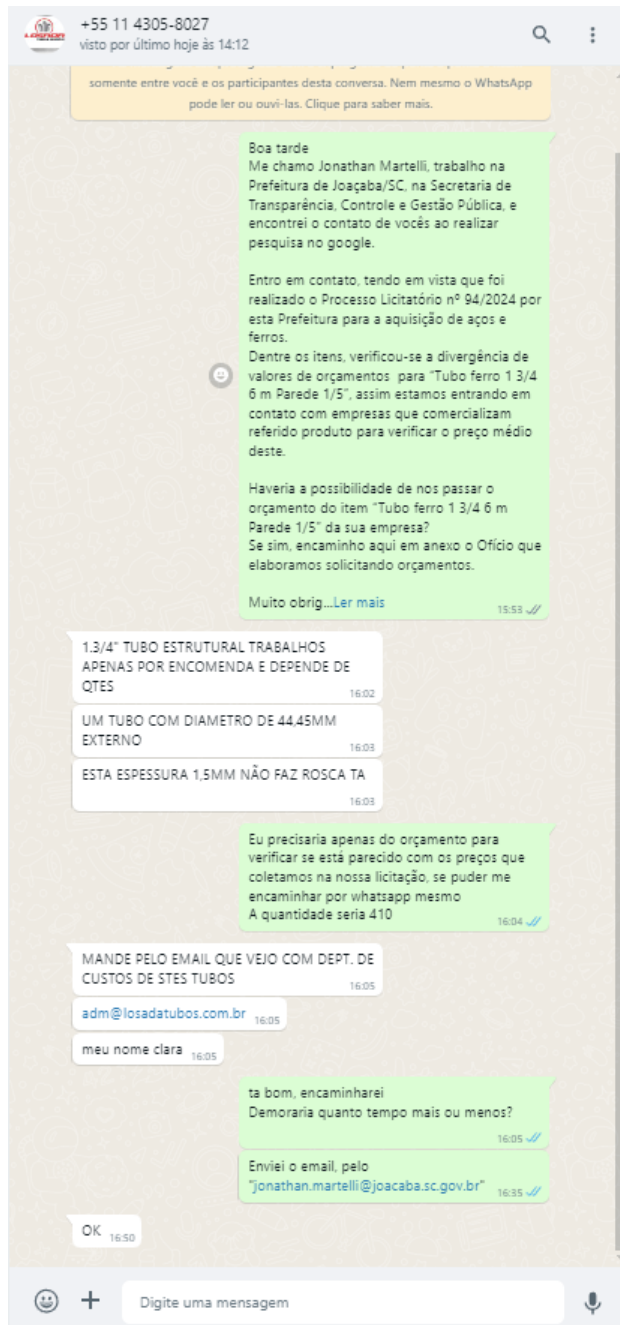 +55 11 4305-8027
visto por último hoje às 14:12
somente entre você e os participantes desta conversa. Nem mesmo o WhatsApp
pode ler ou ouvi-las. Clique para saber mais.
Boa tarde
Me chamo Jonathan Martelli, trabalho na
Prefeitura de Joaçaba/SC, na Secretaria de
Transparência, Controle e Gestão Pública, e
encontrei o contato de vocês ao realizar
pesquisa no google.
Entro em contato, tendo em vista que foi
realizado o Processo Licitatório nº 94/2024 por
esta Prefeitura para a aquisição de aços e
ferros.
Dentre os itens, verificou-se a divergência de
valores de orçamentos para "Tubo ferro 1 3/4
6 m Parede 1/5", assim estamos entrando em
contato com empresas que comercializam
referido produto para verificar o preço médio
deste.
Haveria a possibilidade de nos passar o
orçamento do item "Tubo ferro 1 3/4 6 m
Parede 1/5" da sua empresa?
Se sim, encaminho aqui em anexo o Ofício que
elaboramos solicitando orçamentos.
Muito obrig...Ler mais
15:53
1.3/4" TUBO ESTRUTURAL TRABALHOS
APENAS POR ENCOMENDA E DEPENDE DE
QTES
16:02
UM TUBO COM DIAMETRO DE 44,45MM
EXTERNO
16:03
ESTA ESPESSURA 1,5MM NÃO FAZ ROSCA TA
16:03
Eu precisaria apenas do orçamento para
verificar se está parecido com os preços que
coletamos na nossa licitação, se puder me
encaminhar por whatsapp mesmo
A quantidade seria 410
16:04
MANDE PELO EMAIL QUE VEJO COM DEPT. DE
CUSTOS DE STES TUBOS
16:05
adm@losadatubos.com.br 16:05
meu nome clara 16:05
ta bom, encaminharei
Demoraria quanto tempo mais ou menos?
16:05
Enviei o email, pelo
"jonathan.martelli@joacaba.sc.gov.br" 16:35
OK 16:50
Digite uma mensagem